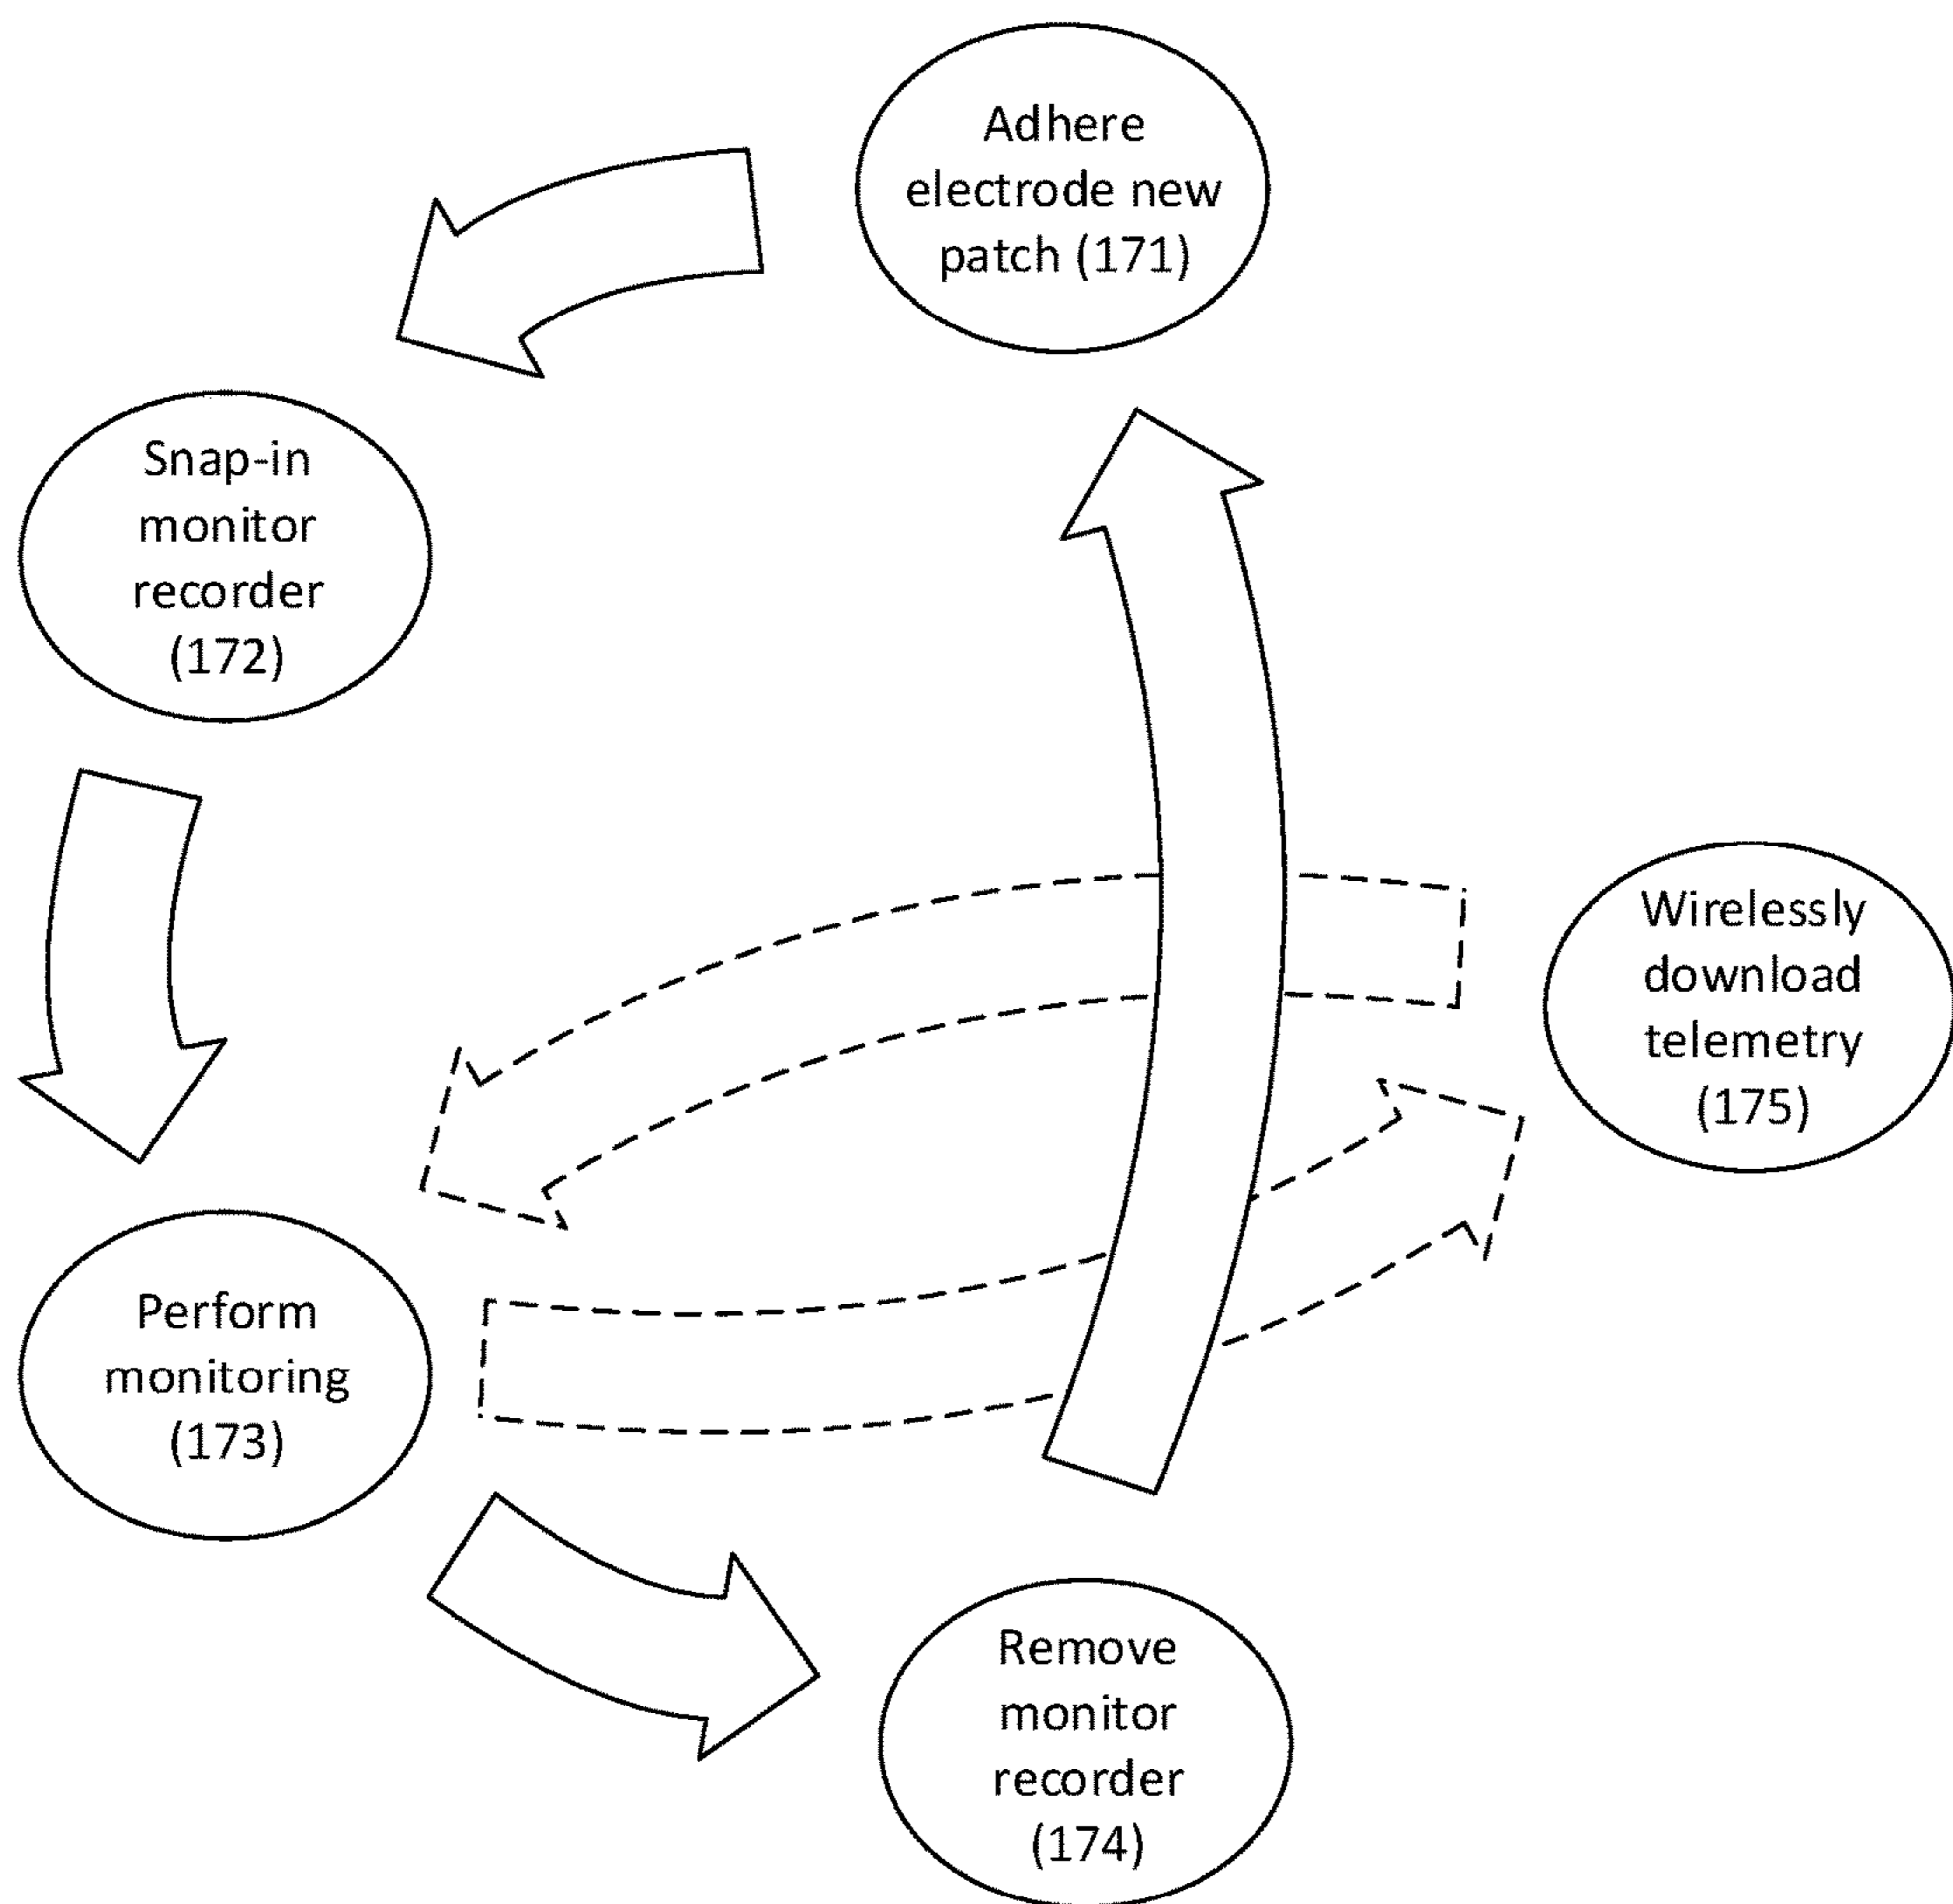 Adhere
electrode new
patch (171)
Snap-in
monitor
recorder
(172)
Wirelessly
download
telemetry
(175)
Perform
monitoring
(173)
Remove
monitor
recorder
(174)